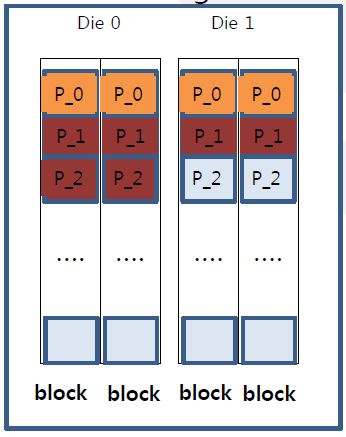 Die 0 Die 1
P_0 P_0 P_0 P_0
P_1 P_1 P_1 P_1
P_2 P_2 P_2 P_2
.... .... .... ....
block block block block